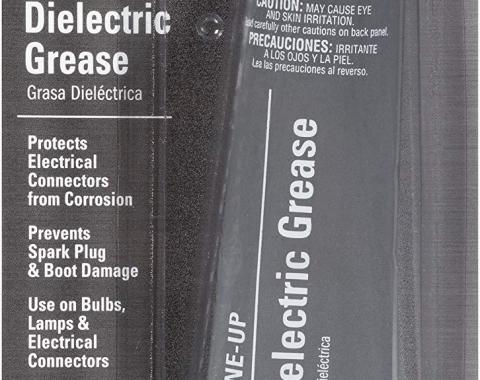 Dielectric
Grease
Grasa Dieléctrica
Protects
Electrical
Connectors
from Corrosion
Prevents
Spark Plug
& Boot Damage
Use on Bulbs,
Lamps &
Electrical
Connectors
CAUTION: MAY CAUSE EYE
AND SKIN IRRITATION.
ad carefully other cautions on back panel.
PRECAUCIONES: IRRITANTE
A LOS OJOS Y LA PIEL.
Lea las precauciones al reverso.
NE-UP
electric Grease
eléctrica